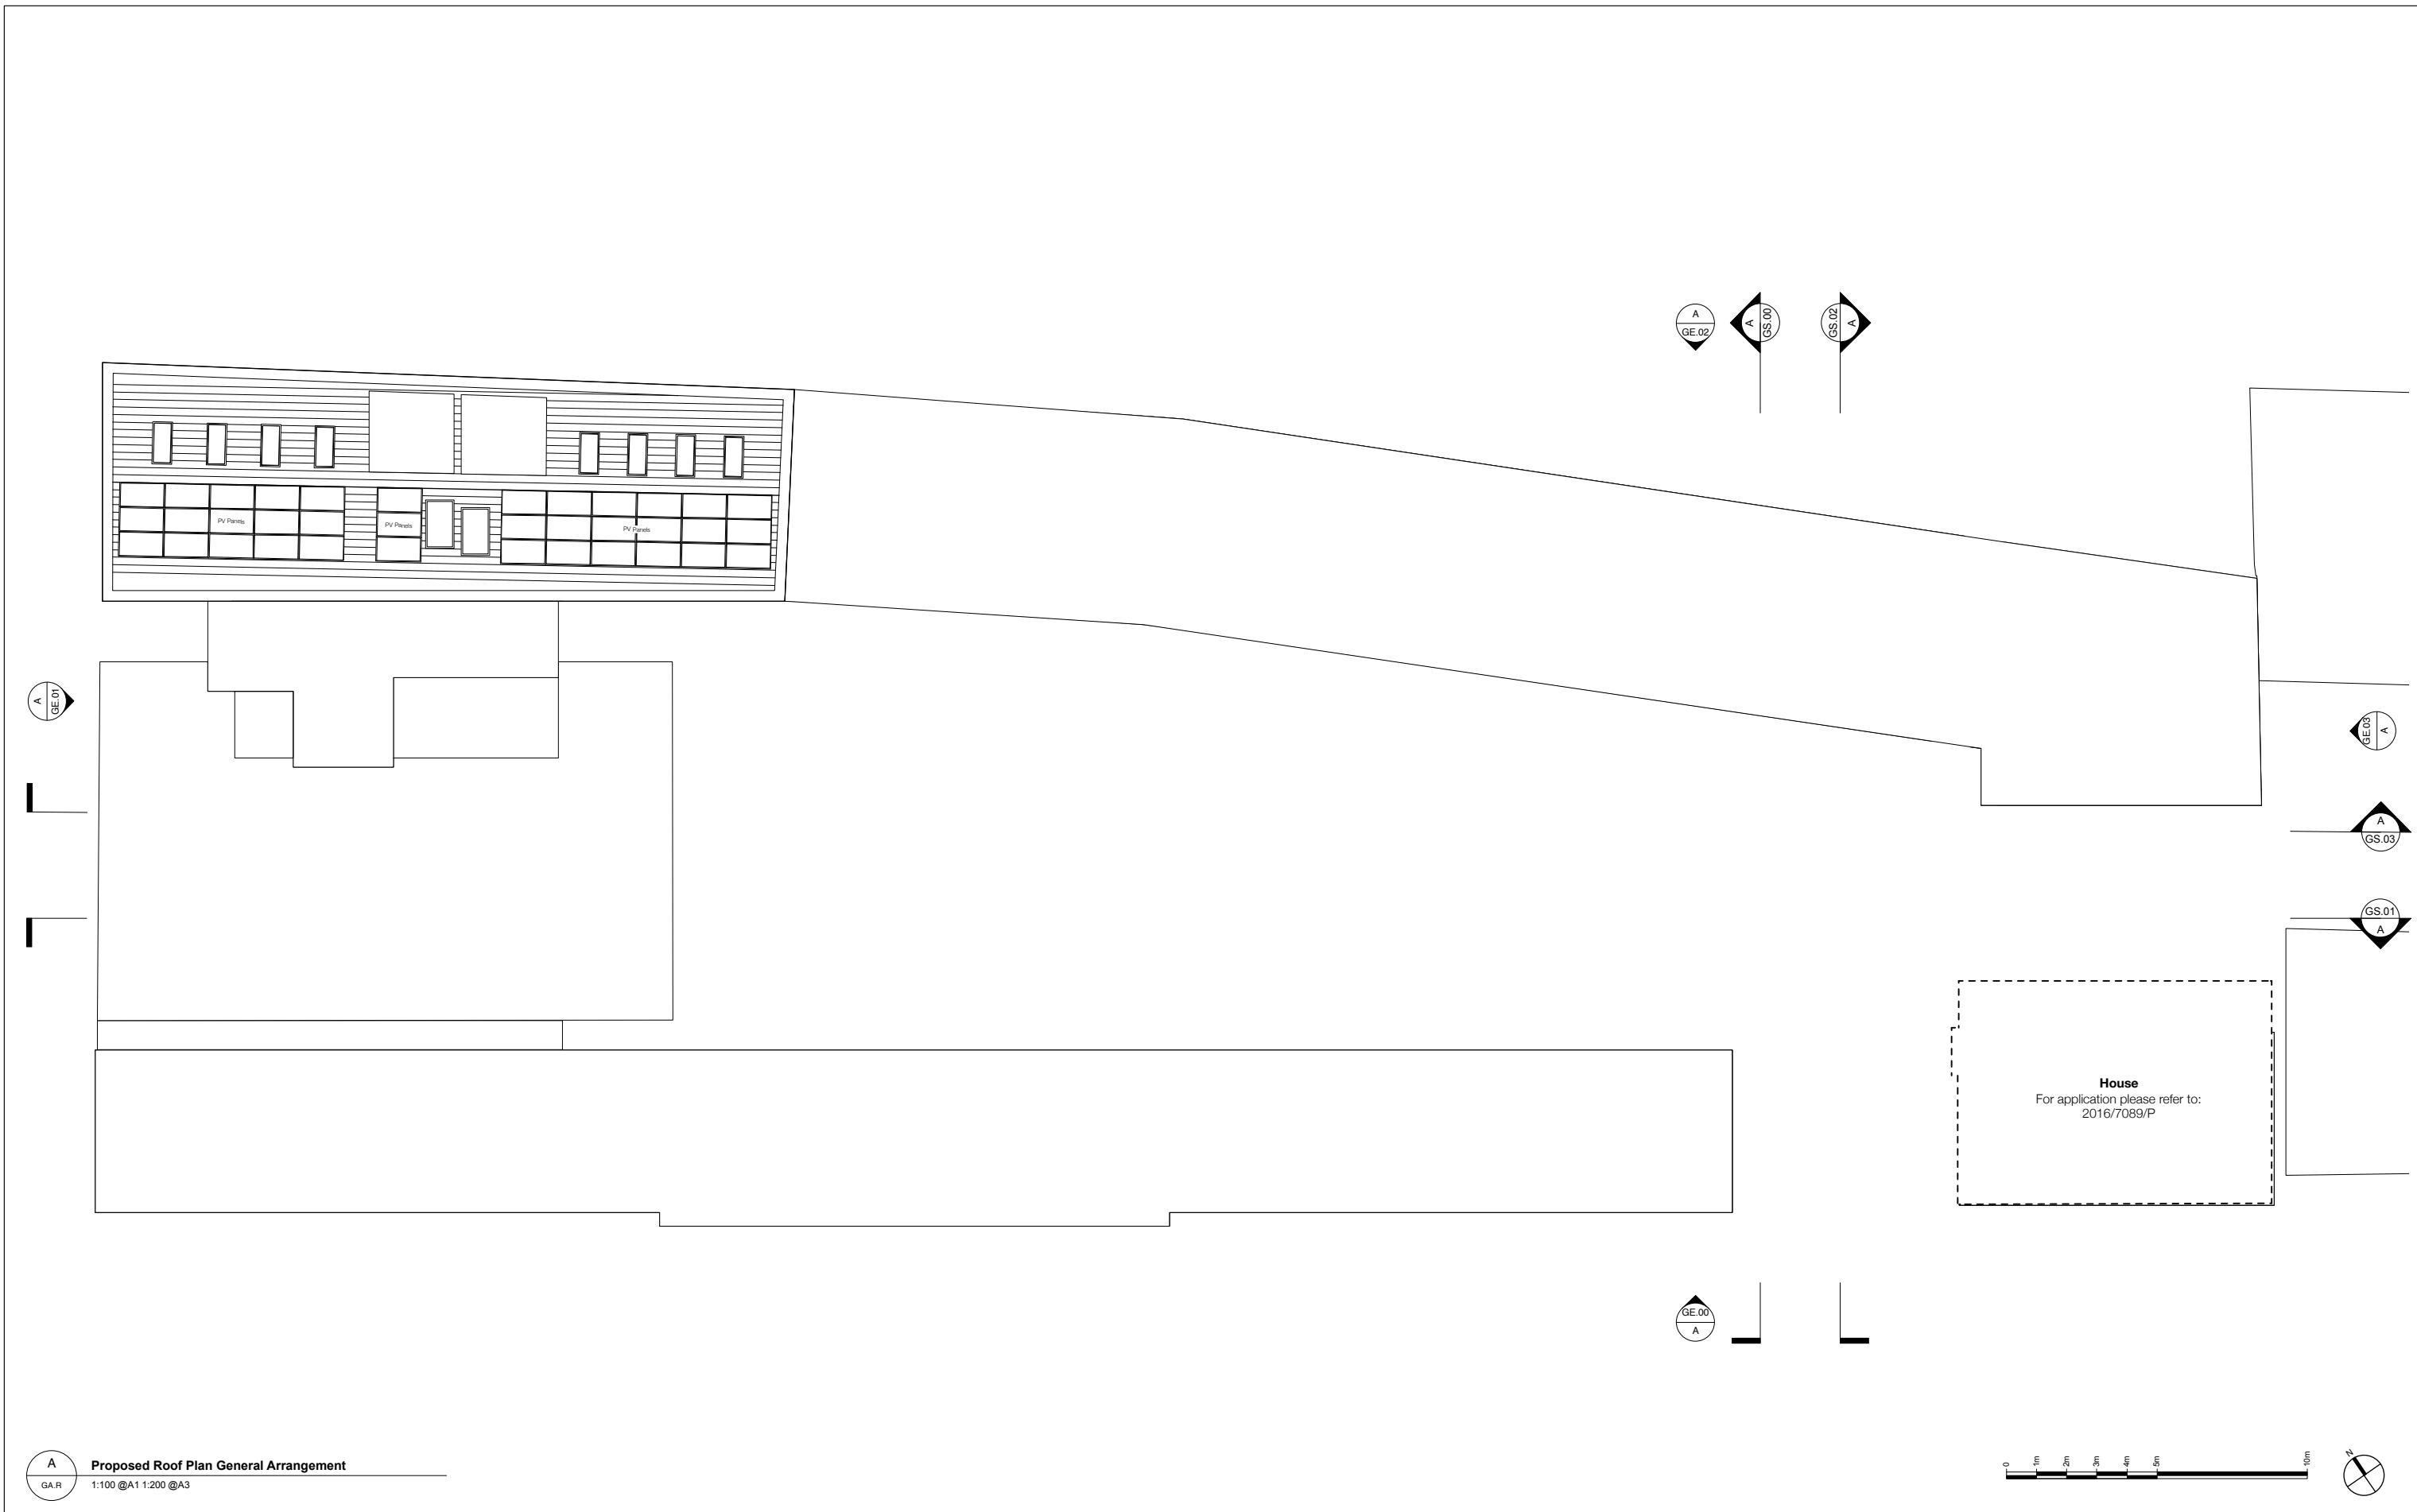 A
GE.02
A
GS.00
GS.02
A
PV Panels
PV Panels
PV Panels
A
GE.01
GE.03
A
A
GS.03
GS.01
A
House
For application please refer to:
2016/7089/P
GE.00
A
A
GA.R
Proposed Roof Plan General Arrangement
1:100 @A1 1:200 @A3
0
1m
2m
3m
4m
5m
10m
N